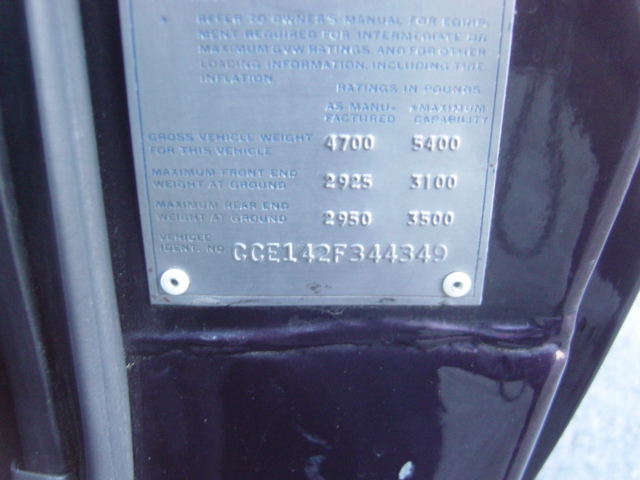 * REFER TO OWNER'S MANUAL FOR EQUIP-
MENT REQUIRED FOR INTERMEDIATE OR
MAXIMUM GVW RATINGS, AND FOR OTHER
LOADING INFORMATION, INCLUDING TIRE
INFLATION.
RATINGS IN POUNDS
AS MANU- *MAXIMUM
FACTURED CAPABILITY
GROSS VEHICLE WEIGHT
FOR THIS VEHICLE 4700 5400
MAXIMUM FRONT END
WEIGHT AT GROUND 2925 3100
MAXIMUM REAR END
WEIGHT AT GROUND 2950 3500
VEHICLE
IDENT. NO CCE142F344349